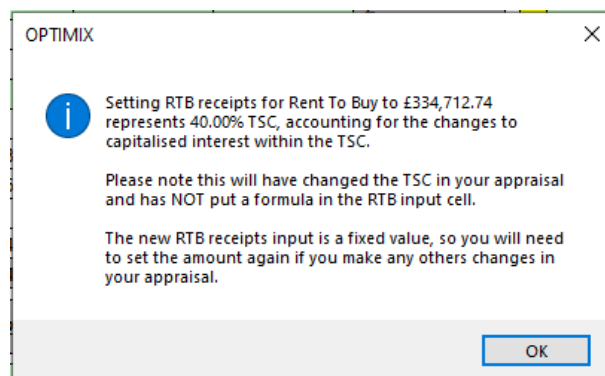 OPTIMIX
Setting RTB receipts for Rent To Buy to £334,712.74
represents 40.00% TSC, accounting for the changes to
capitalised interest within the TSC.
Please note this will have changed the TSC in your appraisal
and has NOT put a formula in the RTB input cell.
The new RTB receipts input is a fixed value, so you will need
to set the amount again if you make any others changes in
your appraisal.
OK